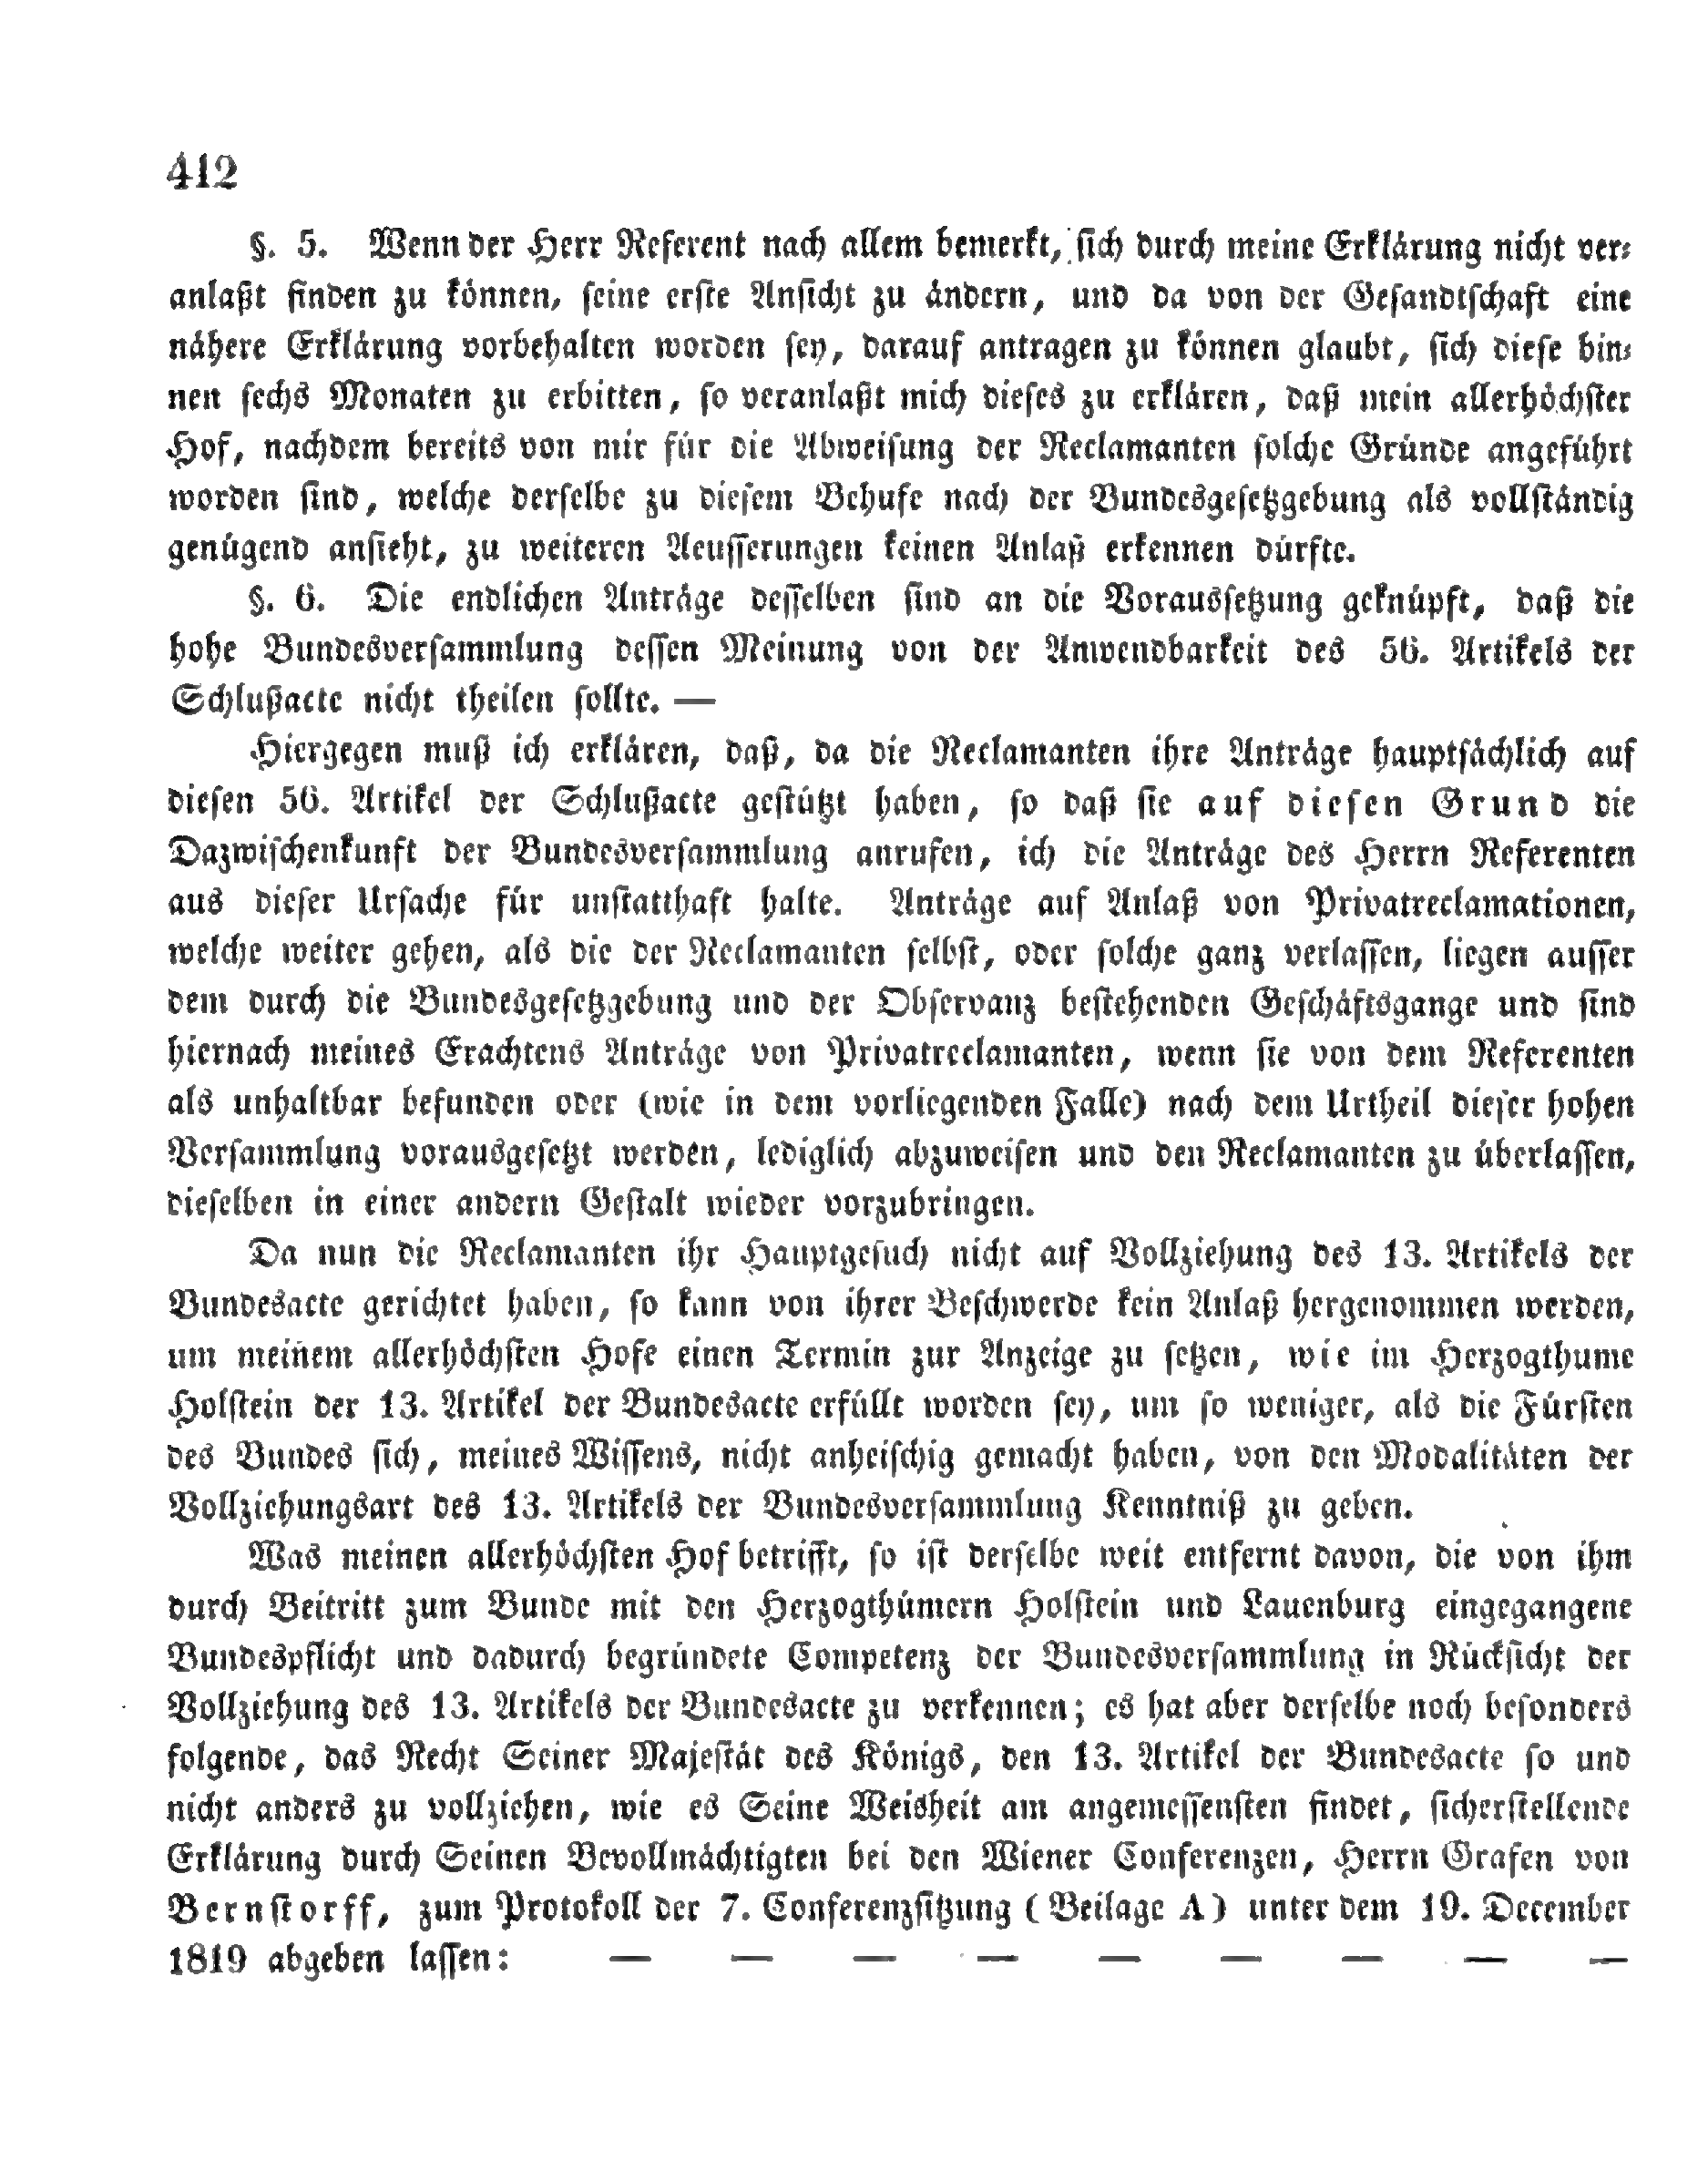 412
§. 5. Wenn der Herr Referent nach allem bemerkt, sich durch meine Erklärung nicht ver-
anlaßt finden zu können, seine erste Ansicht zu ändern, und da von der Gesandtschaft eine
nähere Erklärung vorbehalten worden sey, darauf antragen zu können glaubt, sich diese bin-
nen sechs Monaten zu erbitten, so veranlaßt mich dieses zu erklären, daß mein allerhöchster
Hof, nachdem bereits von mir für die Abweisung der Reclamanten solche Gründe angeführt
worden sind, welche derselbe zu diesem Behufe nach der Bundesgesetzgebung als vollständig
genügend ansieht, zu weiteren Aeusserungen keinen Anlaß erkennen dürfte.
§. 6. Die endlichen Anträge desselben sind an die Voraussetzung geknüpft, daß die
hohe Bundesversammlung dessen Meinung von der Anwendbarkeit des 56. Artikels der
Schlußacte nicht theilen sollte. —
Hiergegen muß ich erklären, daß, da die Reclamanten ihre Anträge hauptsächlich auf
diesen 56. Artikel der Schlußacte gestützt haben, so daß sie auf diesen Grund die
Dazwischenkunft der Bundesversammlung anrufen, ich die Anträge des Herrn Referenten
aus dieser Ursache für unstatthaft halte. Anträge auf Anlaß von Privatreclamationen,
welche weiter gehen, als die der Reclamanten selbst, oder solche ganz verlassen, liegen ausser
dem durch die Bundesgesetzgebung und der Observanz bestehenden Geschäftsgange und sind
hiernach meines Erachtens Anträge von Privatreclamanten, wenn sie von dem Referenten
als unhaltbar befunden oder (wie in dem vorliegenden Falle) nach dem Urtheil dieser hohen
Versammlung vorausgesetzt werden, lediglich abzuweisen und den Reclamanten zu überlassen,
dieselben in einer andern Gestalt wieder vorzubringen.
Da nun die Reclamanten ihr Hauptgesuch nicht auf Vollziehung des 13. Artikels der
Bundesacte gerichtet haben, so kann von ihrer Beschwerde kein Anlaß hergenommen werden,
um meinem allerhöchsten Hofe einen Termin zur Anzeige zu setzen, wie im Herzogthume
Holstein der 13. Artikel der Bundesacte erfüllt worden sey, um so weniger, als die Fürsten
des Bundes sich, meines Wissens, nicht anheischig gemacht haben, von den Modalitäten der
Vollziehungsart des 13. Artikels der Bundesversammlung Kenntniß zu geben.
Was meinen allerhöchsten Hof betrifft, so ist derselbe weit entfernt davon, die von ihm
durch Beitritt zum Bunde mit den Herzogthümern Holstein und Lauenburg eingegangene
Bundespflicht und dadurch begründete Competenz der Bundesversammlung in Rücksicht der
Vollziehung des 13. Artikels der Bundesacte zu verkennen; es hat aber derselbe noch besonders
folgende, das Recht Seiner Majestät des Königs, den 13. Artikel der Bundesacte so und
nicht anders zu vollziehen, wie es Seine Weisheit am angemessensten findet, sicherstellende
Erklärung durch Seinen Bevollmächtigten bei den Wiener Conferenzen, Herrn Grafen von
Bernstorff, zum Protokoll der 7. Conferenzsitzung (Beilage A) unter dem 19. December
1819 abgeben lassen: — — — — — — — — —